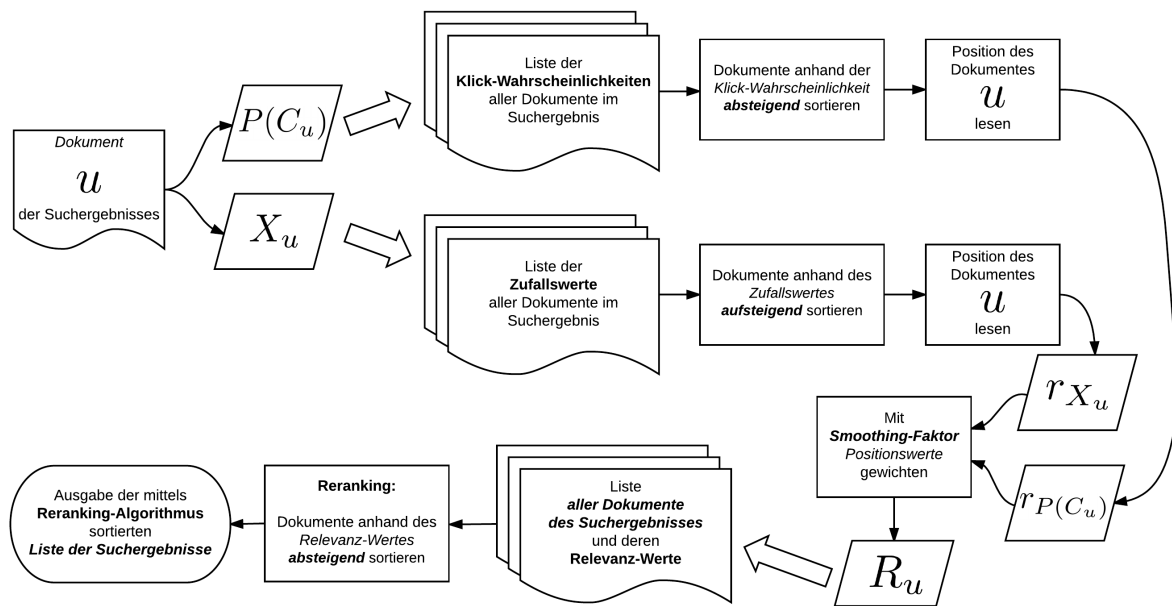 Dokument
u
der Suchergebnisses
P(C_u)
X_u
Liste der
Klick-Wahrscheinlichkeiten
aller Dokumente im
Suchergebnis
Dokumente anhand der
Klick-Wahrscheinlichkeit
absteigend sortieren
Position des
Dokumentes
u
lesen
Liste der
Zufallswerte
aller Dokumente im
Suchergebnis
Dokumente anhand des
Zufallswertes
aufsteigend sortieren
Position des
Dokumentes
u
lesen
r_{X_u}
r_{P(C_u)}
Mit
Smoothing-Faktor
Positionswerte
gewichten
R_u
Liste
aller Dokumente
des Suchergebnisses
und deren
Relevanz-Werte
Reranking:
Dokumente anhand des
Relevanz-Wertes
absteigend sortieren
Ausgabe der mittels
Reranking-Algorithmus
sortierten
Liste der Suchergebnisse